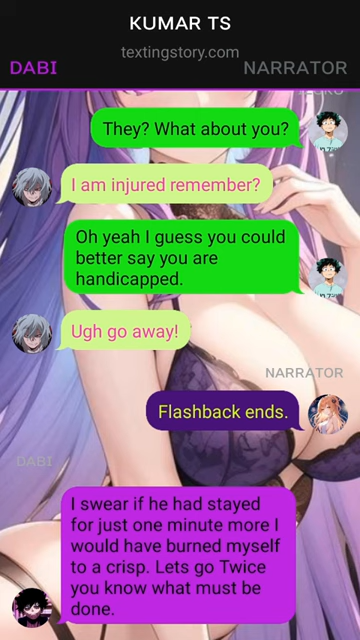 KUMAR TS
textingstory.com
DABI
NARRATOR
They? What about you?
I am injured remember?
Oh yeah I guess you could
better say you are
handicapped.
Ugh go away!
NARRATOR
Flashback ends.
DABI
I swear if he had stayed
for just one minute more I
would have burned myself
to a crisp. Lets go Twice
you know what must be
done.